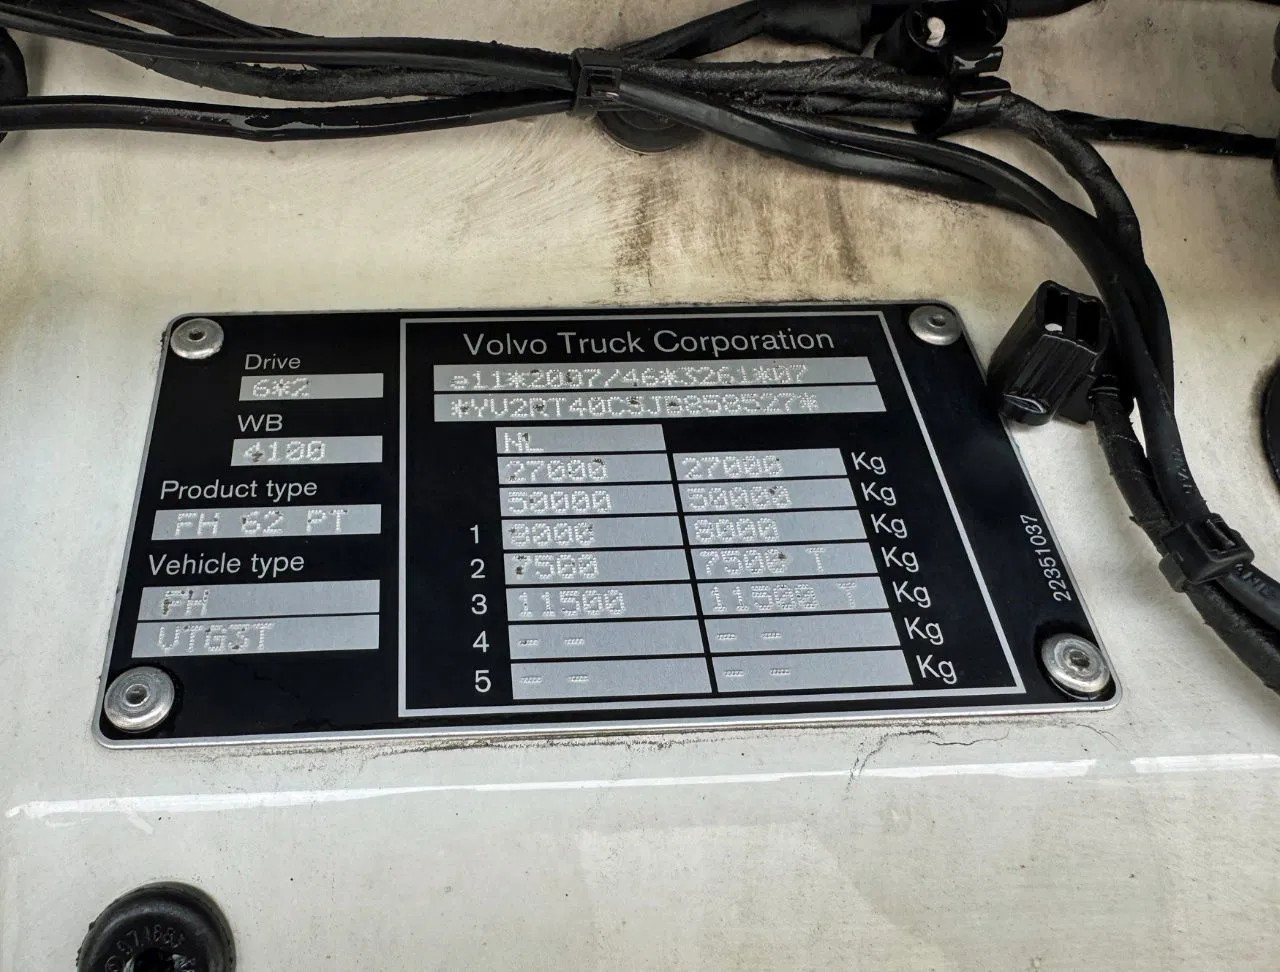 Volvo Truck Corporation
Drive
6*2
e11*2007/46*3261*07
*YV2RT40C9JB858527*
WB
4100
NL
27000 27000 Kg
Product type
50000 50000 Kg
FH 62 PT
1 8000 8000 Kg
Vehicle type
2 7500 7500 T Kg
FH
3 11500 11500 T Kg
VTG3T
4 - - - - Kg
5 - - - - Kg
22351037